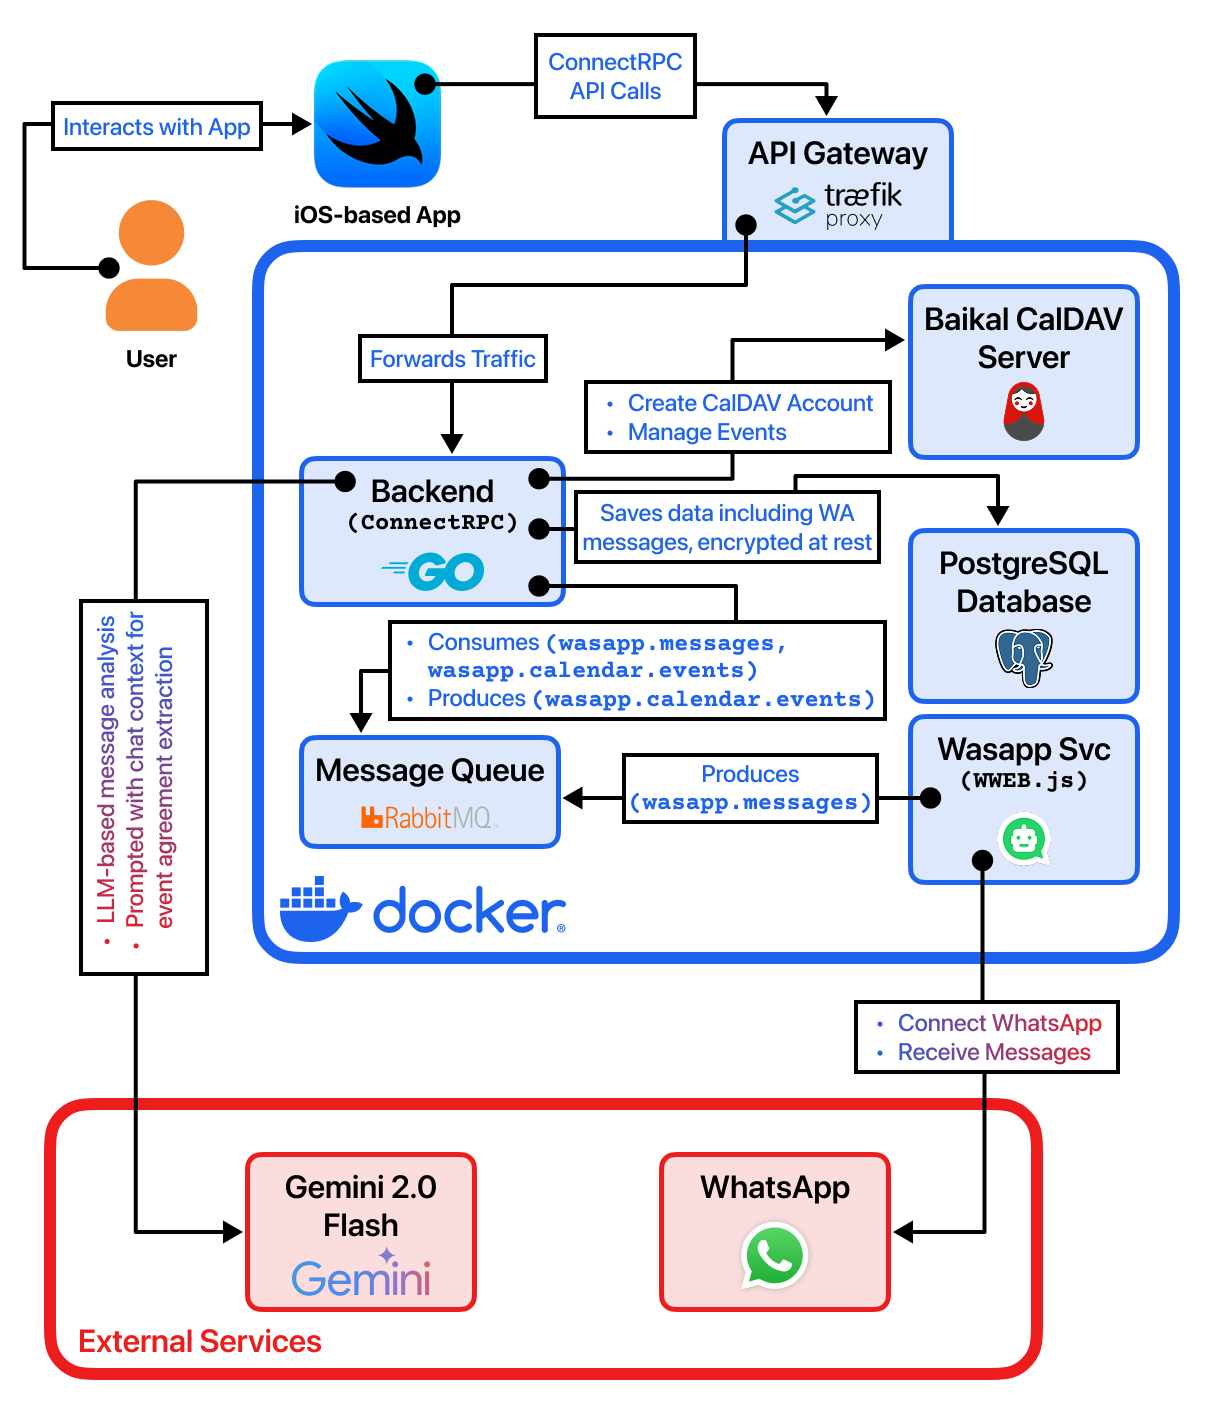 ConnectRPC
API Calls
Interacts with App
iOS-based App
API Gateway
træfik
proxy
User
Forwards Traffic
Baikal CalDAV
Server
• Create CalDAV Account
• Manage Events
Backend
(ConnectRPC)
GO
Saves data including WA
messages, encrypted at rest
PostgreSQL
Database
• Consumes (wasapp.messages,
wasapp.calendar.events)
• Produces (wasapp.calendar.events)
• LLM-based message analysis
• Prompted with chat context for
event agreement extraction
Message Queue
RabbitMQ™
Produces
(wasapp.messages)
Wasapp Svc
(WWEB.js)
docker®
• Connect WhatsApp
• Receive Messages
Gemini 2.0
Flash
Gemini
WhatsApp
External Services